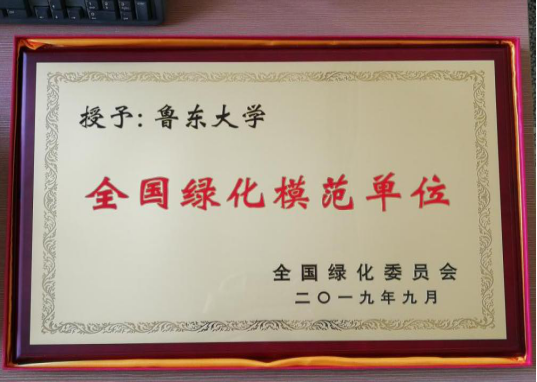 授予：鲁东大学
全国绿化模范单位
全国绿化委员会
二〇一九年九月